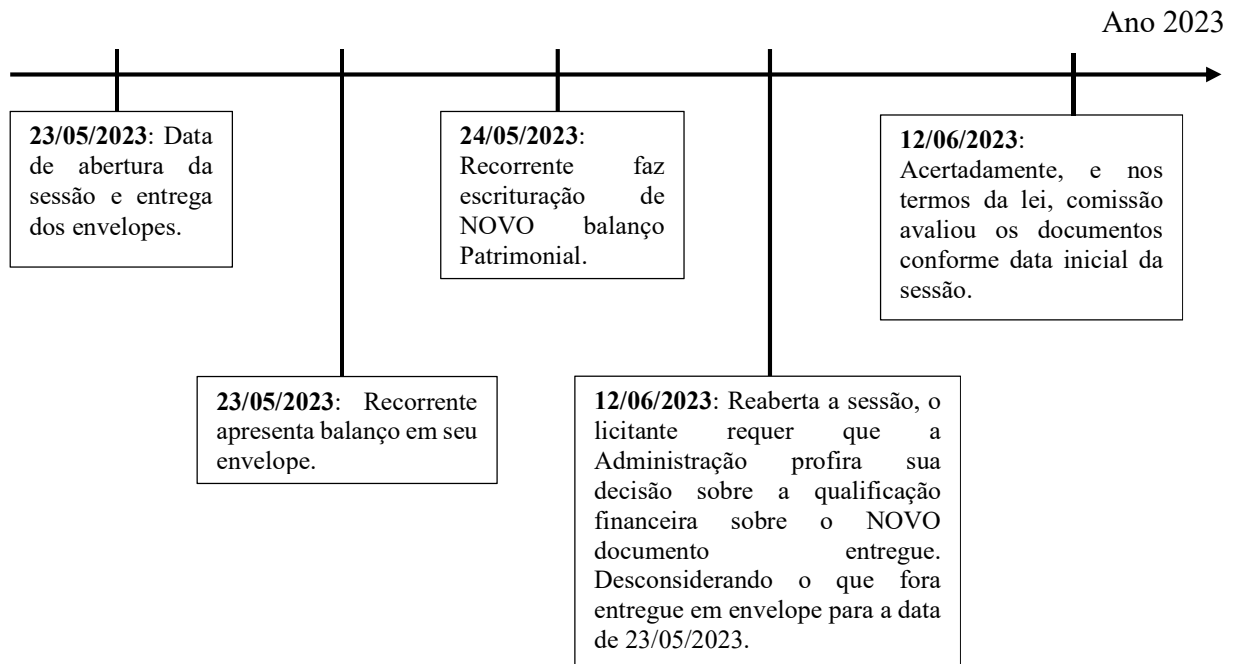 Ano 2023
23/05/2023: Data
de abertura da
sessão e entrega
dos envelopes.
24/05/2023:
Recorrente faz
escrituração de
NOVO balanço
Patrimonial.
12/06/2023:
Acertadamente, e nos
termos da lei, comissão
avaliou os documentos
conforme data inicial da
sessão.
23/05/2023: Recorrente
apresenta balanço em seu
envelope.
12/06/2023: Reaberta a sessão, o
licitante requer que a
Administração profira sua
decisão sobre a qualificação
financeira sobre o NOVO
documento entregue.
Desconsiderando o que fora
entregue em envelope para a data
de 23/05/2023.